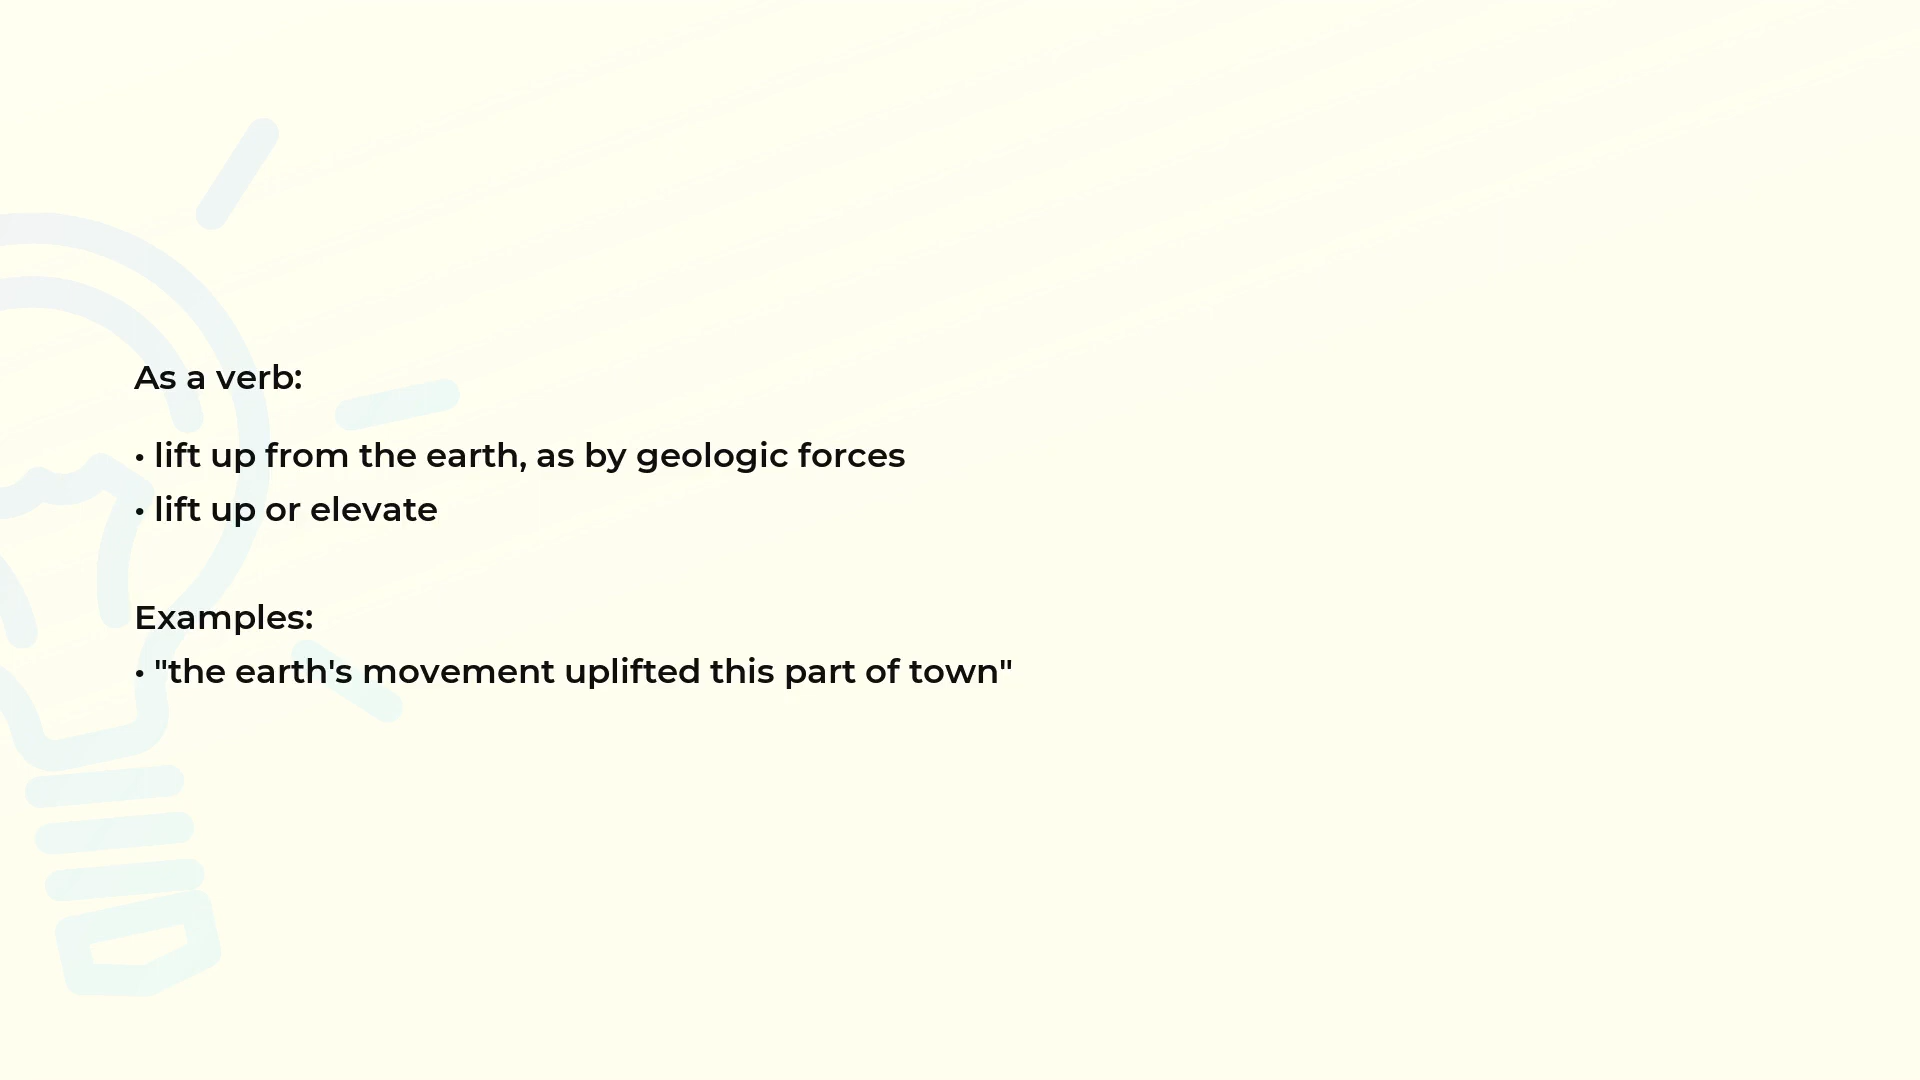 As a verb:
• lift up from the earth, as by geologic forces
• lift up or elevate
Examples:
• "the earth's movement uplifted this part of town"